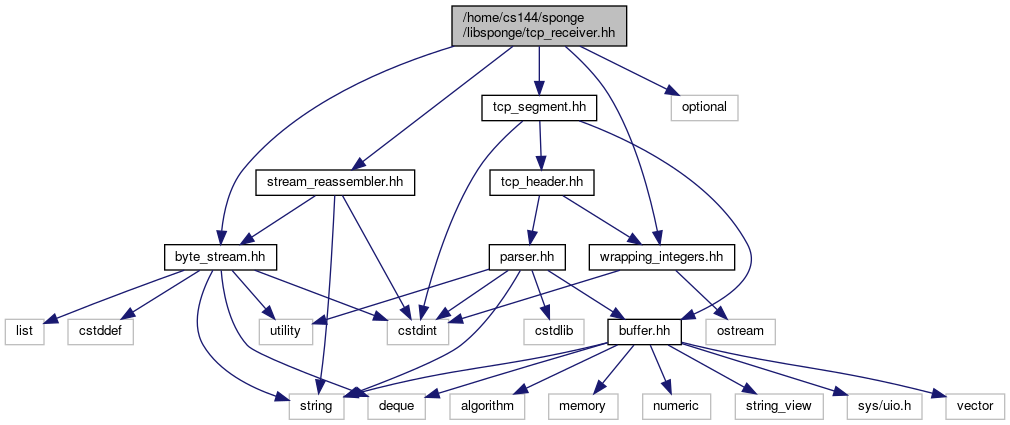 /home/cs144/sponge
/libsponge/tcp_receiver.hh
tcp_segment.hh
optional
stream_reassembler.hh
tcp_header.hh
byte_stream.hh
parser.hh
wrapping_integers.hh
list
cstddef
utility
cstdint
cstdlib
buffer.hh
ostream
string
deque
algorithm
memory
numeric
string_view
sys/uio.h
vector